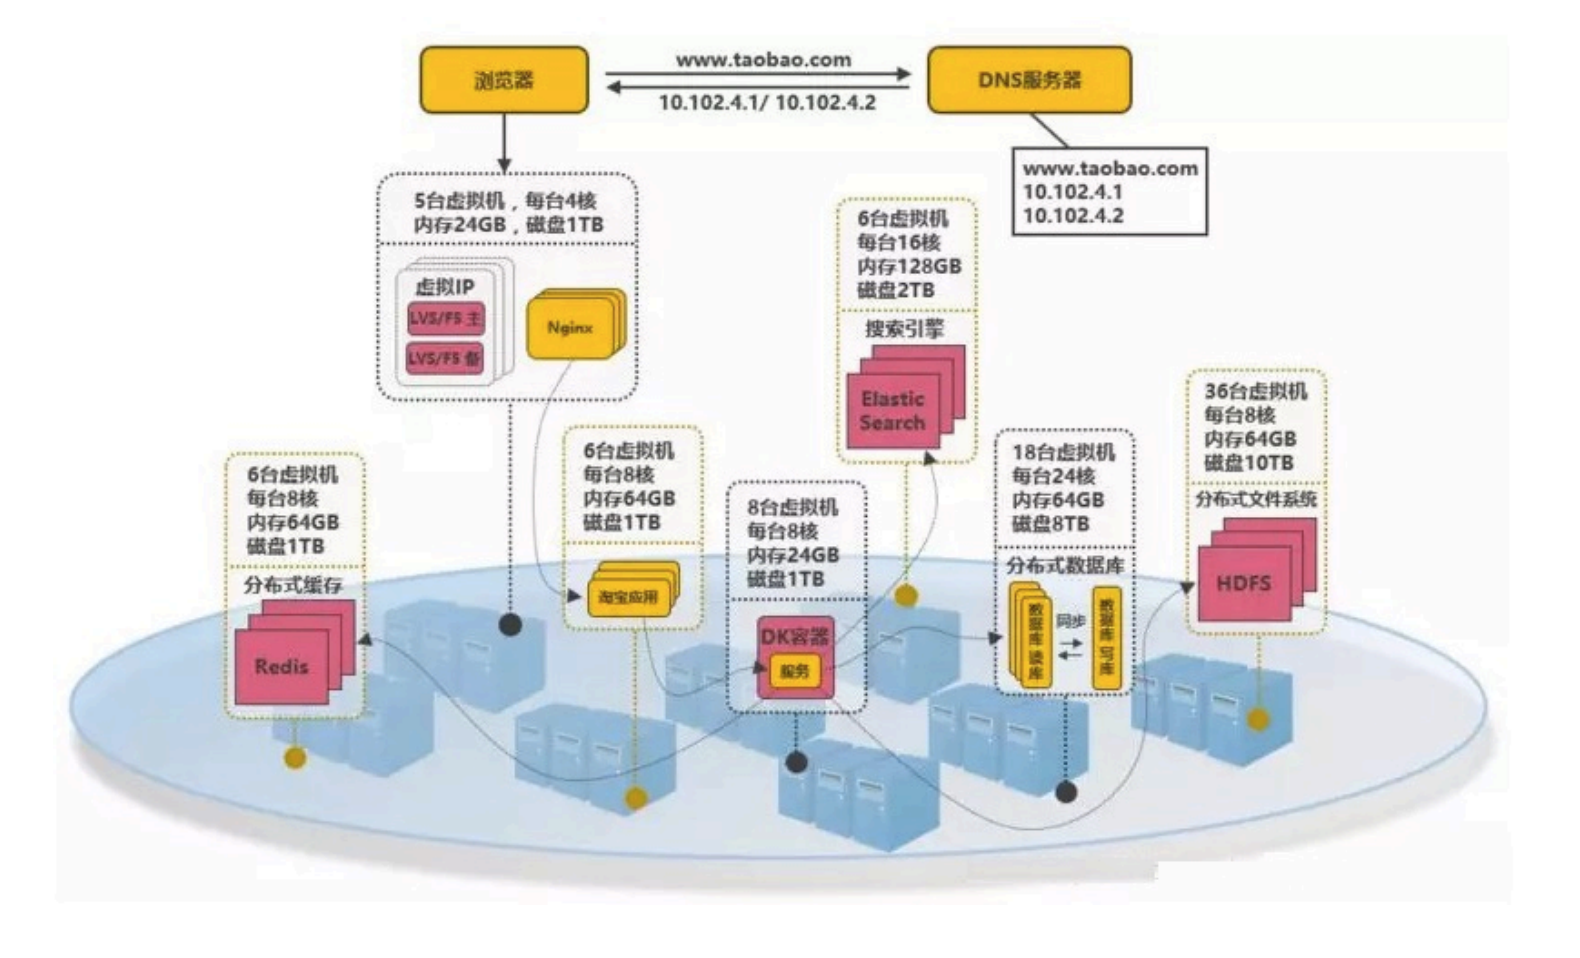 浏览器
www.taobao.com
10.102.4.1/ 10.102.4.2
DNS服务器
www.taobao.com
10.102.4.1
10.102.4.2
5台虚拟机，每台4核
内存24GB，磁盘1TB
虚拟IP
LVS/F5 主
LVS/F5 备
Nginx
6台虚拟机
每台16核
内存128GB
磁盘2TB
搜索引擎
Elastic
Search
36台虚拟机
每台8核
内存64GB
磁盘10TB
分布式文件系统
HDFS
6台虚拟机
每台8核
内存64GB
磁盘1TB
分布式缓存
Redis
6台虚拟机
每台8核
内存64GB
磁盘1TB
淘宝应用
8台虚拟机
每台8核
内存24GB
磁盘1TB
DK容器
服务
18台虚拟机
每台24核
内存64GB
磁盘8TB
分布式数据库
数据库 读库
同步
数据库 写库